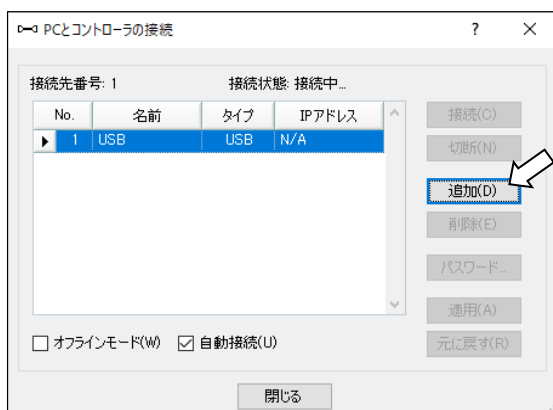 PCとコントローラの接続
接続先番号: 1 接続状態: 接続中...
No. 名前 タイプ IPアドレス
1 USB USB N/A
接続(C)
切断(N)
追加(D)
削除(E)
パスワード...
適用(A)
元に戻す(R)
オフラインモード(W) 自動接続(U)
閉じる